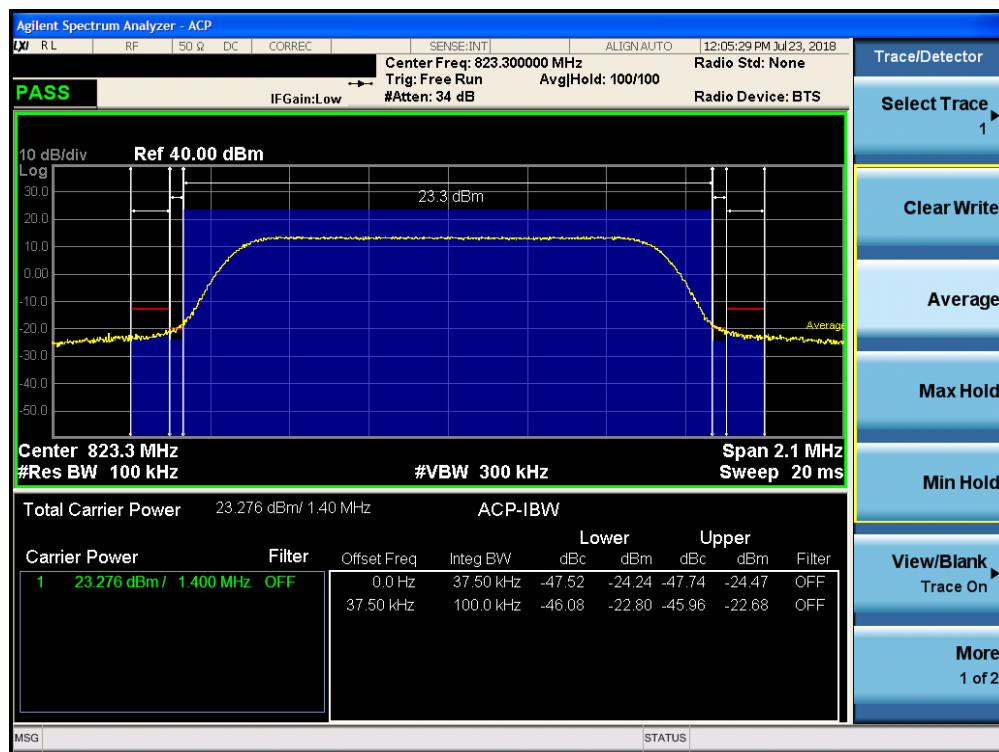 Agilent Spectrum Analyzer - ACP
LXI RL RF 50 Ω DC CORREC SENSE:INT ALIGN AUTO 12:05:29 PM Jul 23, 2018
Center Freq: 823.300000 MHz Radio Std: None
Trig: Free Run Avg|Hold: 100/100
PASS IFGain:Low #Atten: 34 dB Radio Device: BTS
10 dB/div Ref 40.00 dBm
Log
30.0
20.0
10.0
0.00
-10.0
-20.0
-30.0
-40.0
-50.0
23.3 dBm
Average
Center 823.3 MHz Span 2.1 MHz
#Res BW 100 kHz #VBW 300 kHz Sweep 20 ms
Total Carrier Power 23.276 dBm/ 1.40 MHz ACP-IBW
Lower Upper
Carrier Power Filter Offset Freq Integ BW dBc dBm dBc dBm Filter
1 23.276 dBm / 1.400 MHz OFF 0.0 Hz 37.50 kHz -47.52 -24.24 -47.74 -24.47 OFF
37.50 kHz 100.0 kHz -46.08 -22.80 -45.96 -22.68 OFF
MSG STATUS
Trace/Detector
Select Trace
1
Clear Write
Average
Max Hold
Min Hold
View/Blank
Trace On
More
1 of 2